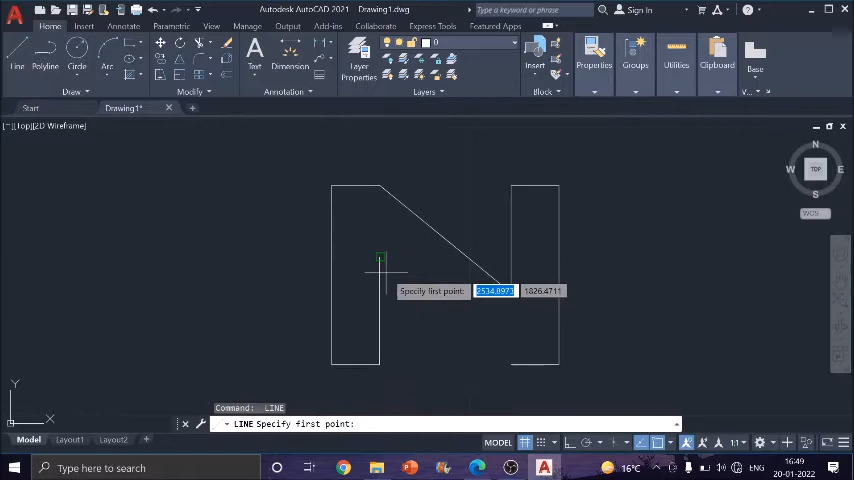 Autodesk AutoCAD 2021 Drawing1.dwg
Type a keyword or phrase
Sign In
Home Insert Annotate Parametric View Manage Output Add-ins Collaborate Express Tools Featured Apps
Line Polyline Circle Arc
Text Dimension
Layer Properties
0
Insert
Properties Groups Utilities Clipboard Base
Draw Modify Annotation Layers Block V...
Start Drawing1* +
[−][Top][2D Wireframe]
N
W TOP E
S
WCS
Specify first point: 2534.8973 1826.4711
Y
X
Command: LINE
LINE Specify first point:
Model Layout1 Layout2 +
MODEL 1:1
Type here to search
16°C ENG
16:49
20-01-2022